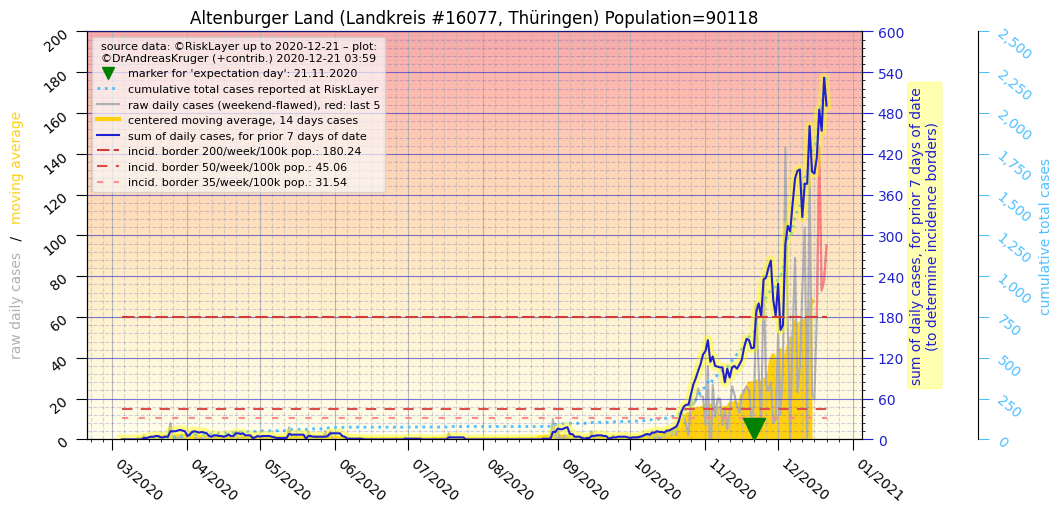 Altenburger Land (Landkreis #16077, Thüringen) Population=90118
source data: ©RiskLayer up to 2020-12-21 – plot:
©DrAndreasKruger (+contrib.) 2020-12-21 03:59
marker for 'expectation day': 21.11.2020
cumulative total cases reported at RiskLayer
raw daily cases (weekend-flawed), red: last 5
centered moving average, 14 days cases
sum of daily cases, for prior 7 days of date
incid. border 200/week/100k pop.: 180.24
incid. border 50/week/100k pop.: 45.06
incid. border 35/week/100k pop.: 31.54
raw daily cases / moving average
200
180
160
140
120
100
80
60
40
20
0
03/2020
04/2020
05/2020
06/2020
07/2020
08/2020
09/2020
10/2020
11/2020
12/2020
01/2021
600
540
480
420
360
300
240
180
120
60
0
sum of daily cases, for prior 7 days of date
(to determine incidence borders)
2,500
2,250
2,000
1,750
1,500
1,250
1,000
750
500
250
0
cumulative total cases